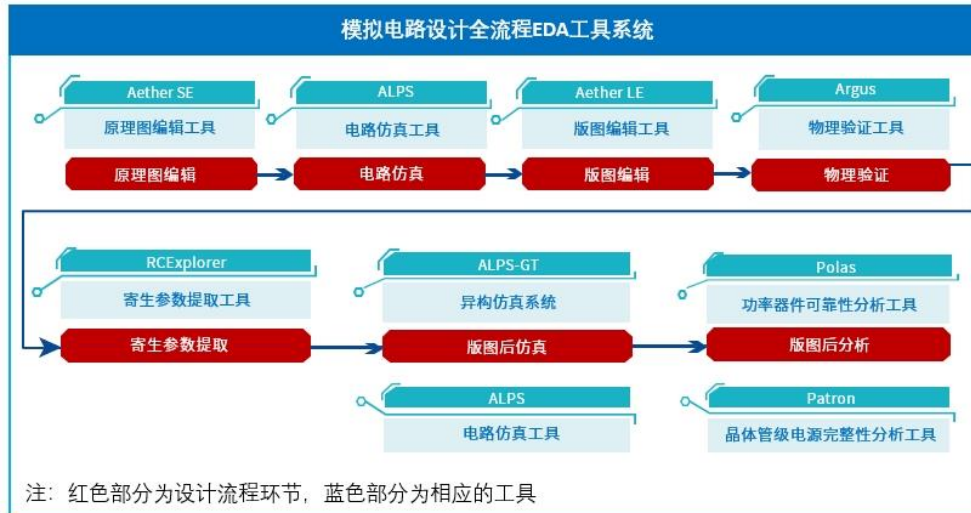 模拟电路设计全流程EDA工具系统
Aether SE
原理图编辑工具
原理图编辑
ALPS
电路仿真工具
电路仿真
Aether LE
版图编辑工具
版图编辑
Argus
物理验证工具
物理验证
RCExplorer
寄生参数提取工具
寄生参数提取
ALPS-GT
异构仿真系统
版图后仿真
ALPS
电路仿真工具
Polas
功率器件可靠性分析工具
版图后分析
Patron
晶体管级电源完整性分析工具
注：红色部分为设计流程环节，蓝色部分为相应的工具